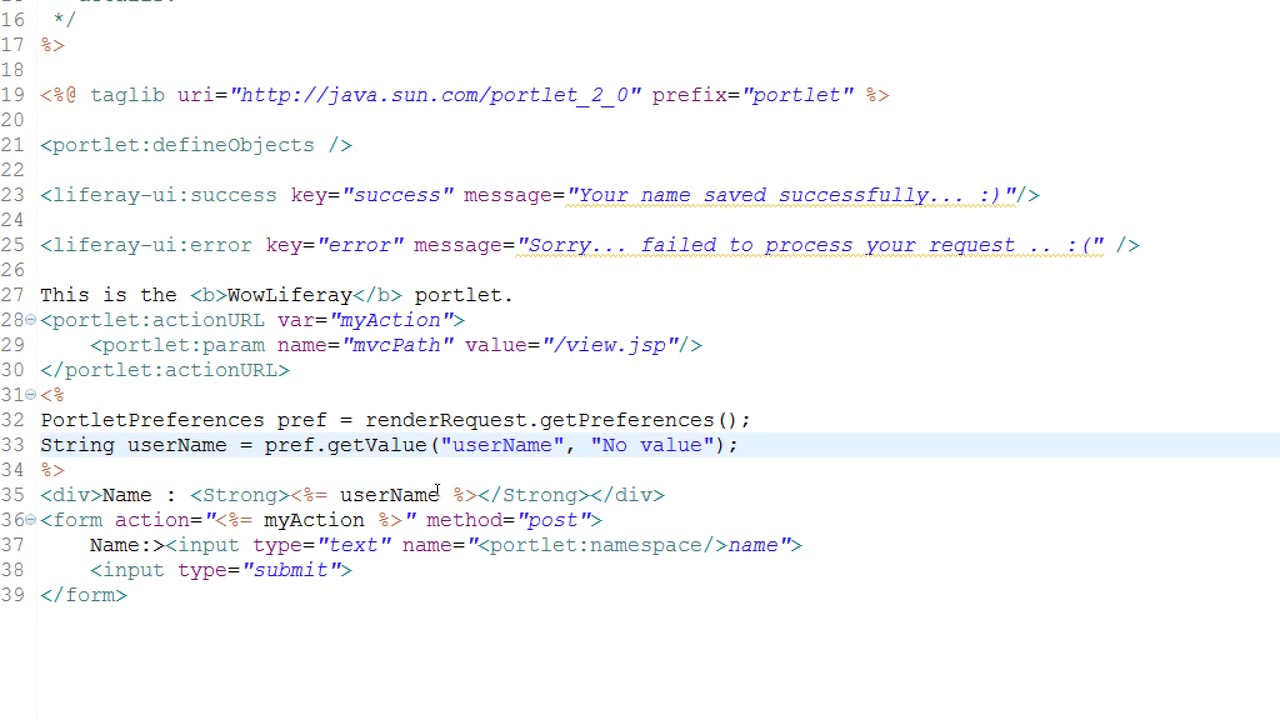 16 */
17 %>
18
19 <%@ taglib uri="http://java.sun.com/portlet_2_0" prefix="portlet" %>
20
21 <portlet:defineObjects />
22
23 <liferay-ui:success key="success" message="Your name saved successfully... :)"/>
24
25 <liferay-ui:error key="error" message="Sorry... failed to process your request .. :(" />
26
27 This is the <b>WowLiferay</b> portlet.
28 <portlet:actionURL var="myAction">
29     <portlet:param name="mvcPath" value="/view.jsp"/>
30 </portlet:actionURL>
31 <%
32 PortletPreferences pref = renderRequest.getPreferences();
33 String userName = pref.getValue("userName", "No value");
34 %>
35 <div>Name : <Strong><%= userName %></Strong></div>
36 <form action="<%= myAction %>" method="post">
37     Name:><input type="text" name="<portlet:namespace/>name">
38     <input type="submit">
39 </form>